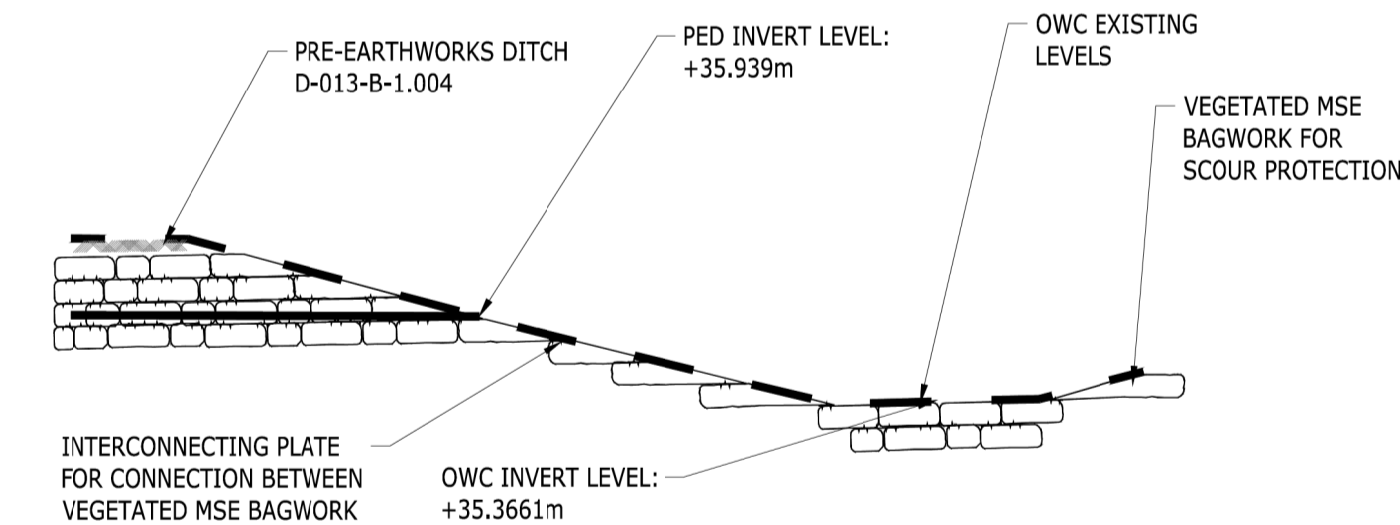 PRE-EARTHWORKS DITCH
D-013-B-1.004
PED INVERT LEVEL:
+35.939m
OWC EXISTING
LEVELS
VEGETATED MSE
BAGWORK FOR
SCOUR PROTECTION
INTERCONNECTING PLATE
FOR CONNECTION BETWEEN
VEGETATED MSE BAGWORK
OWC INVERT LEVEL:
+35.3661m